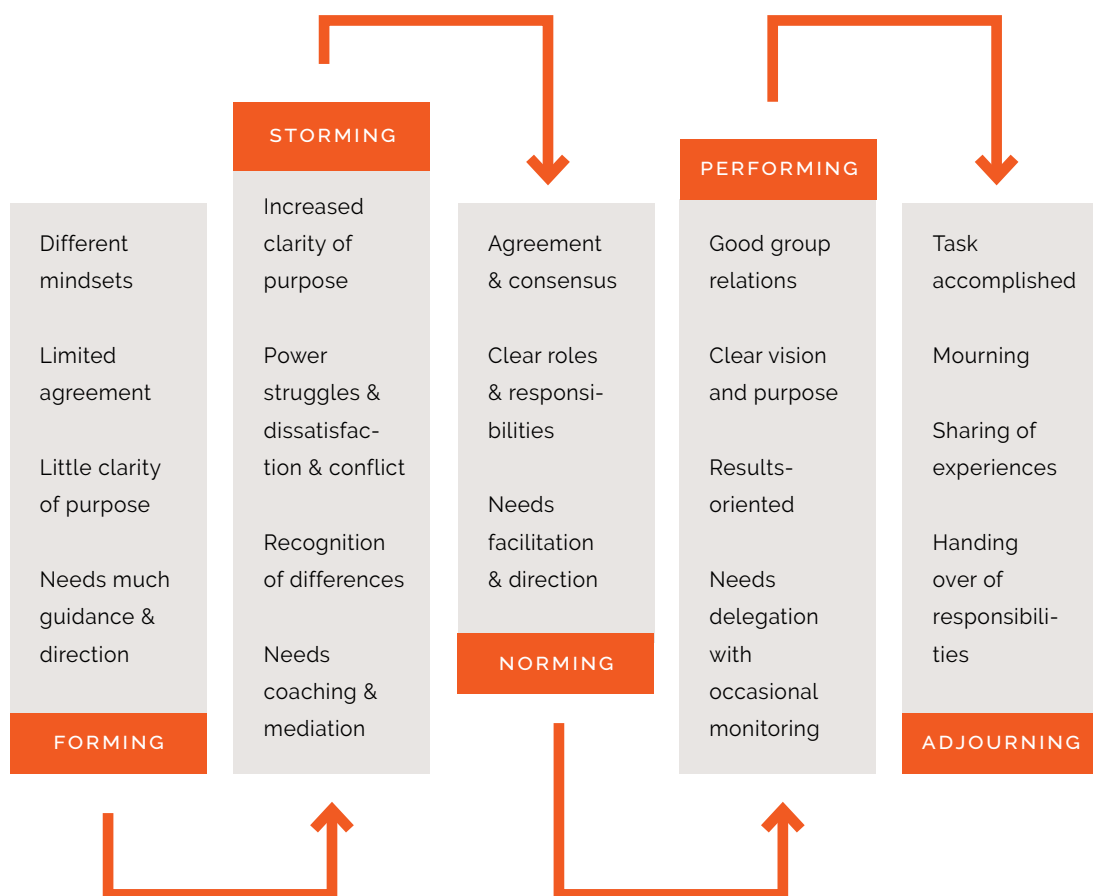 Different
mindsets
Limited
agreement
Little clarity
of purpose
Needs much
guidance &
direction
FORMING
STORMING
Increased
clarity of
purpose
Power
struggles &
dissatisfac-
tion & conflict
Recognition
of differences
Needs
coaching &
mediation
Agreement
& consensus
Clear roles
& responsi-
bilities
Needs
facilitation
& direction
NORMING
PERFORMING
Good group
relations
Clear vision
and purpose
Results-
oriented
Needs
delegation
with
occasional
monitoring
Task
accomplished
Mourning
Sharing of
experiences
Handing
over of
responsibili-
ties
ADJOURNING